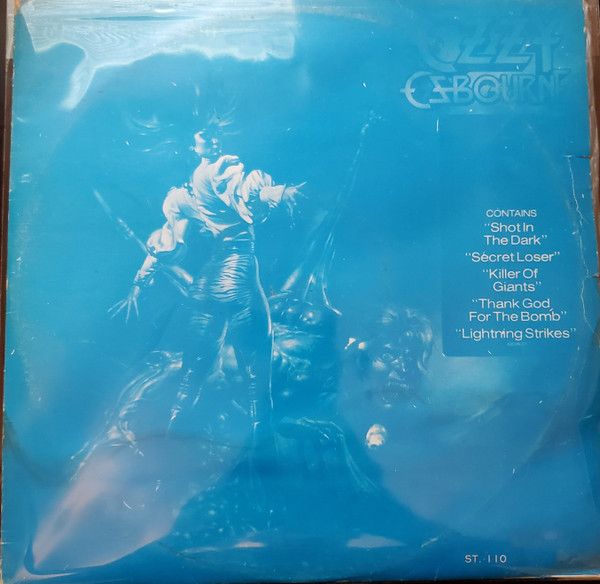 OZZY
OSBOURNE
CONTAINS
"Shot In
The Dark"
"Secret Loser"
"Killer Of
Giants"
"Thank God
For The Bomb"
"Lightning Strikes"
ST. 110